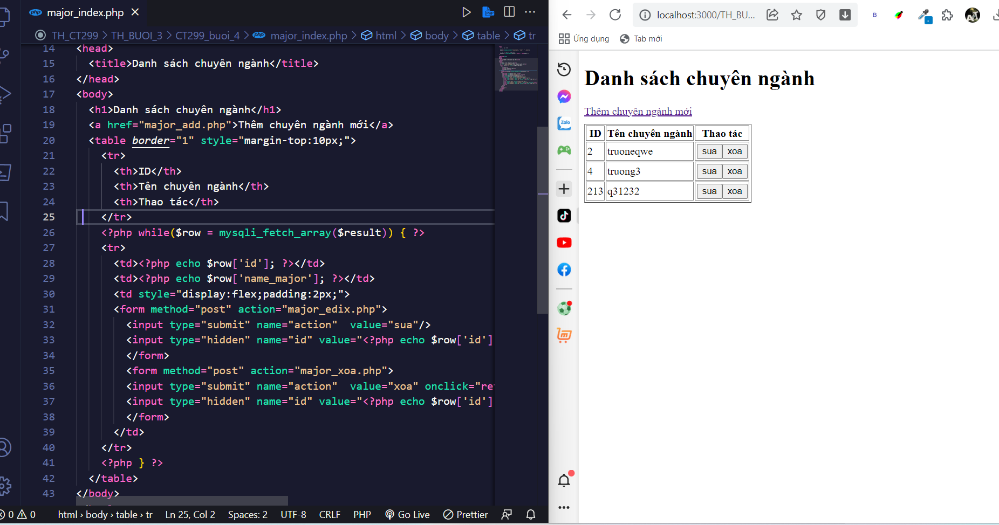 major_index.php
TH_CT299 > TH_BUOI_3 > CT299_buoi_4 > major_index.php > html > body > table > tr
14 <head>
15 <title>Danh sách chuyên ngành</title>
16 </head>
17 <body>
18 <h1>Danh sách chuyên ngành</h1>
19 <a href="major_add.php">Thêm chuyên ngành mới</a>
20 <table border="1" style="margin-top:10px;">
21 <tr>
22 <th>ID</th>
23 <th>Tên chuyên ngành</th>
24 <th>Thao tác</th>
25 </tr>
26 <?php while($row = mysqli_fetch_array($result)) { ?>
27 <tr>
28 <td><?php echo $row['id']; ?></td>
29 <td><?php echo $row['name_major']; ?></td>
30 <td style="display:flex;padding:2px;">
31 <form method="post" action="major_edix.php">
32 <input type="submit" name="action"  value="sua"/>
33 <input type="hidden" name="id" value="<?php echo $row['id']
34 </form>
35 <form method="post" action="major_xoa.php">
36 <input type="submit" name="action"  value="xoa" onclick="re
37 <input type="hidden" name="id" value="<?php echo $row['id']
38 </form>
39 </td>
40 </tr>
41 <?php } ?>
42 </table>
43 </body>
0 0 html › body › table › tr Ln 25, Col 2 Spaces: 2 UTF-8 CRLF PHP Go Live Prettier
localhost:3000/TH_BU...
Ứng dụng Tab mới
Zalo
Danh sách chuyên ngành
Thêm chuyên ngành mới
ID Tên chuyên ngành Thao tác
2 truoneqwe sua xoa
4 truong3 sua xoa
213 q31232 sua xoa